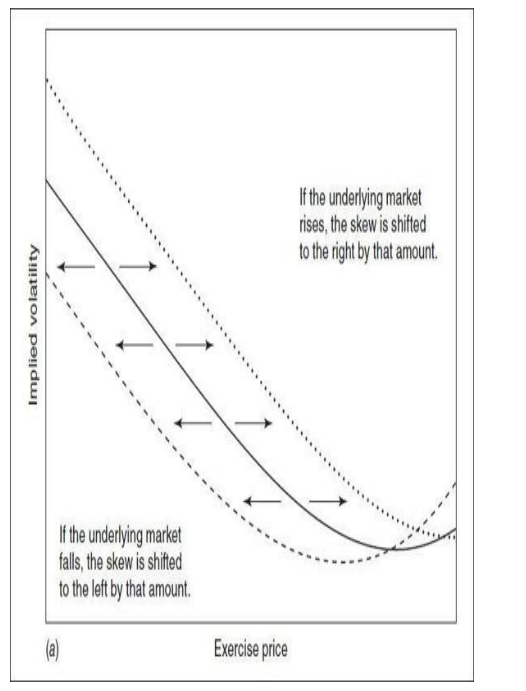 If the underlying market
rises, the skew is shifted
to the right by that amount.
Implied volatility
If the underlying market
falls, the skew is shifted
to the left by that amount.
(a)
Exercise price